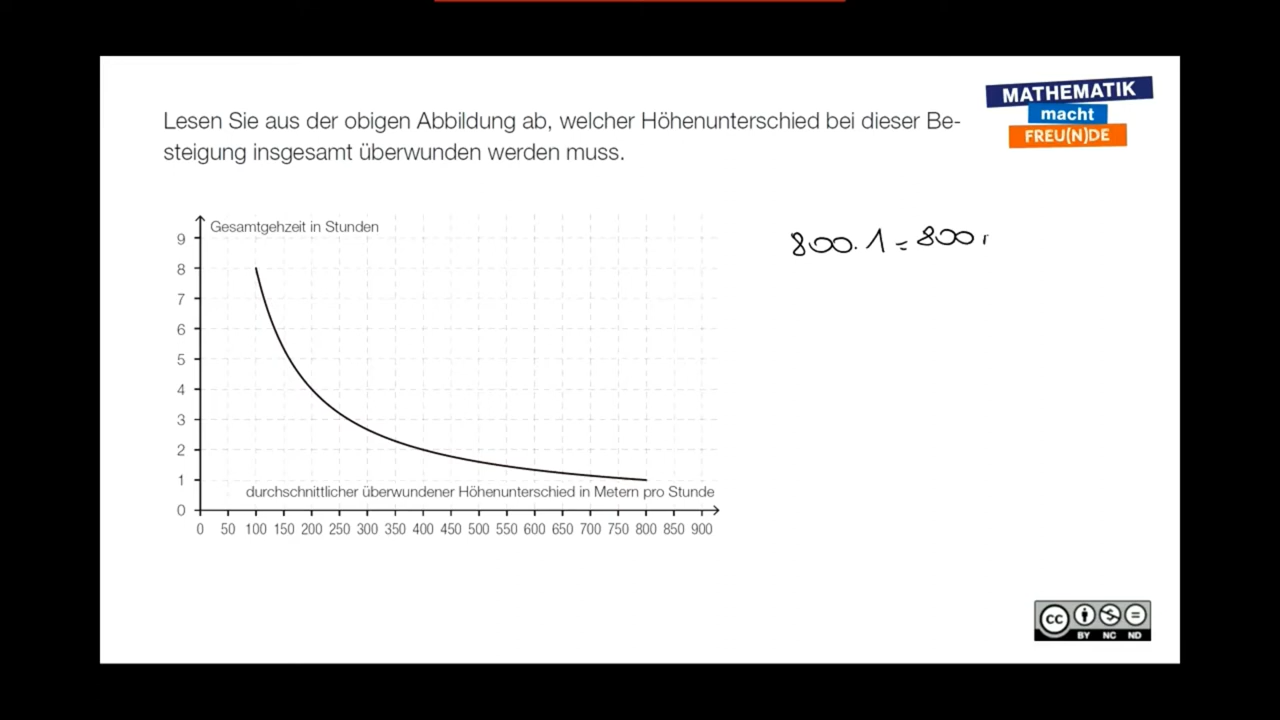 MATHEMATIK
macht
FREU(N)DE
Lesen Sie aus der obigen Abbildung ab, welcher Höhenunterschied bei dieser Be-
steigung insgesamt überwunden werden muss.
Gesamtgehzeit in Stunden
9
8
7
6
5
4
3
2
1
0
durchschnittlicher überwundener Höhenunterschied in Metern pro Stunde
0 50 100 150 200 250 300 350 400 450 500 550 600 650 700 750 800 850 900
800 · 1 = 800
cc
BY NC ND